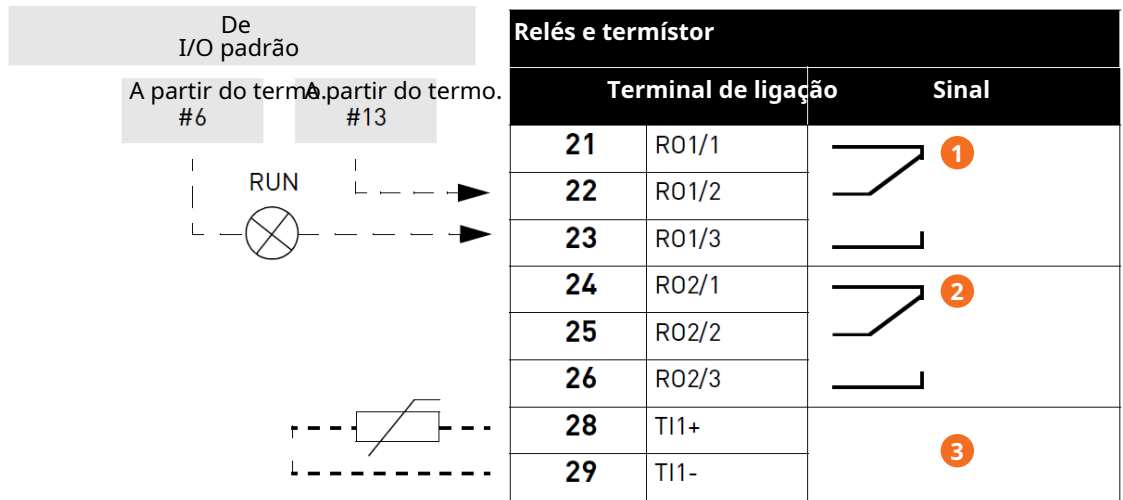 De
I/O padrão
A partir do termo.
#6
A partir do termo.
#13
RUN
Relés e termístor
Terminal de ligação Sinal
21 RO1/1 1
22 RO1/2
23 RO1/3
24 RO2/1 2
25 RO2/2
26 RO2/3
28 TI1+
3
29 TI1-